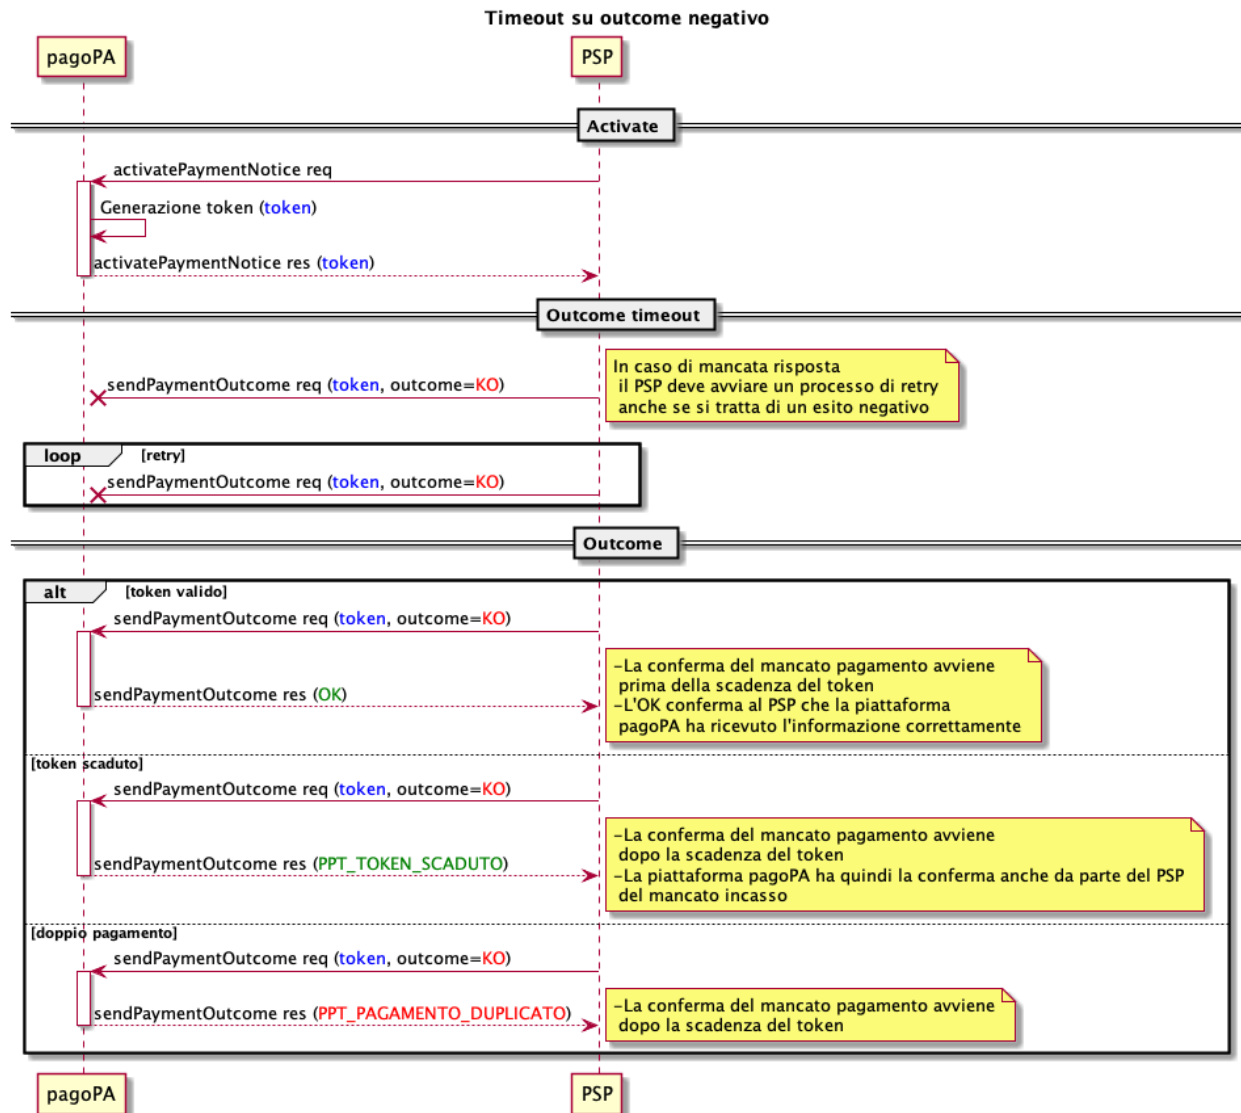 Timeout su outcome negativo
pagoPA
PSP
Activate
activatePaymentNotice req
Generazione token (token)
activatePaymentNotice res (token)
Outcome timeout
In caso di mancata risposta
il PSP deve avviare un processo di retry
anche se si tratta di un esito negativo
sendPaymentOutcome req (token, outcome=KO)
loop
[retry]
sendPaymentOutcome req (token, outcome=KO)
Outcome
alt
[token valido]
sendPaymentOutcome req (token, outcome=KO)
-La conferma del mancato pagamento avviene
prima della scadenza del token
-L'OK conferma al PSP che la piattaforma
pagoPA ha ricevuto l'informazione correttamente
sendPaymentOutcome res (OK)
[token scaduto]
sendPaymentOutcome req (token, outcome=KO)
-La conferma del mancato pagamento avviene
dopo la scadenza del token
-La piattaforma pagoPA ha quindi la conferma anche da parte del PSP
del mancato incasso
sendPaymentOutcome res (PPT_TOKEN_SCADUTO)
[doppio pagamento]
sendPaymentOutcome req (token, outcome=KO)
-La conferma del mancato pagamento avviene
dopo la scadenza del token
sendPaymentOutcome res (PPT_PAGAMENTO_DUPLICATO)
pagoPA
PSP